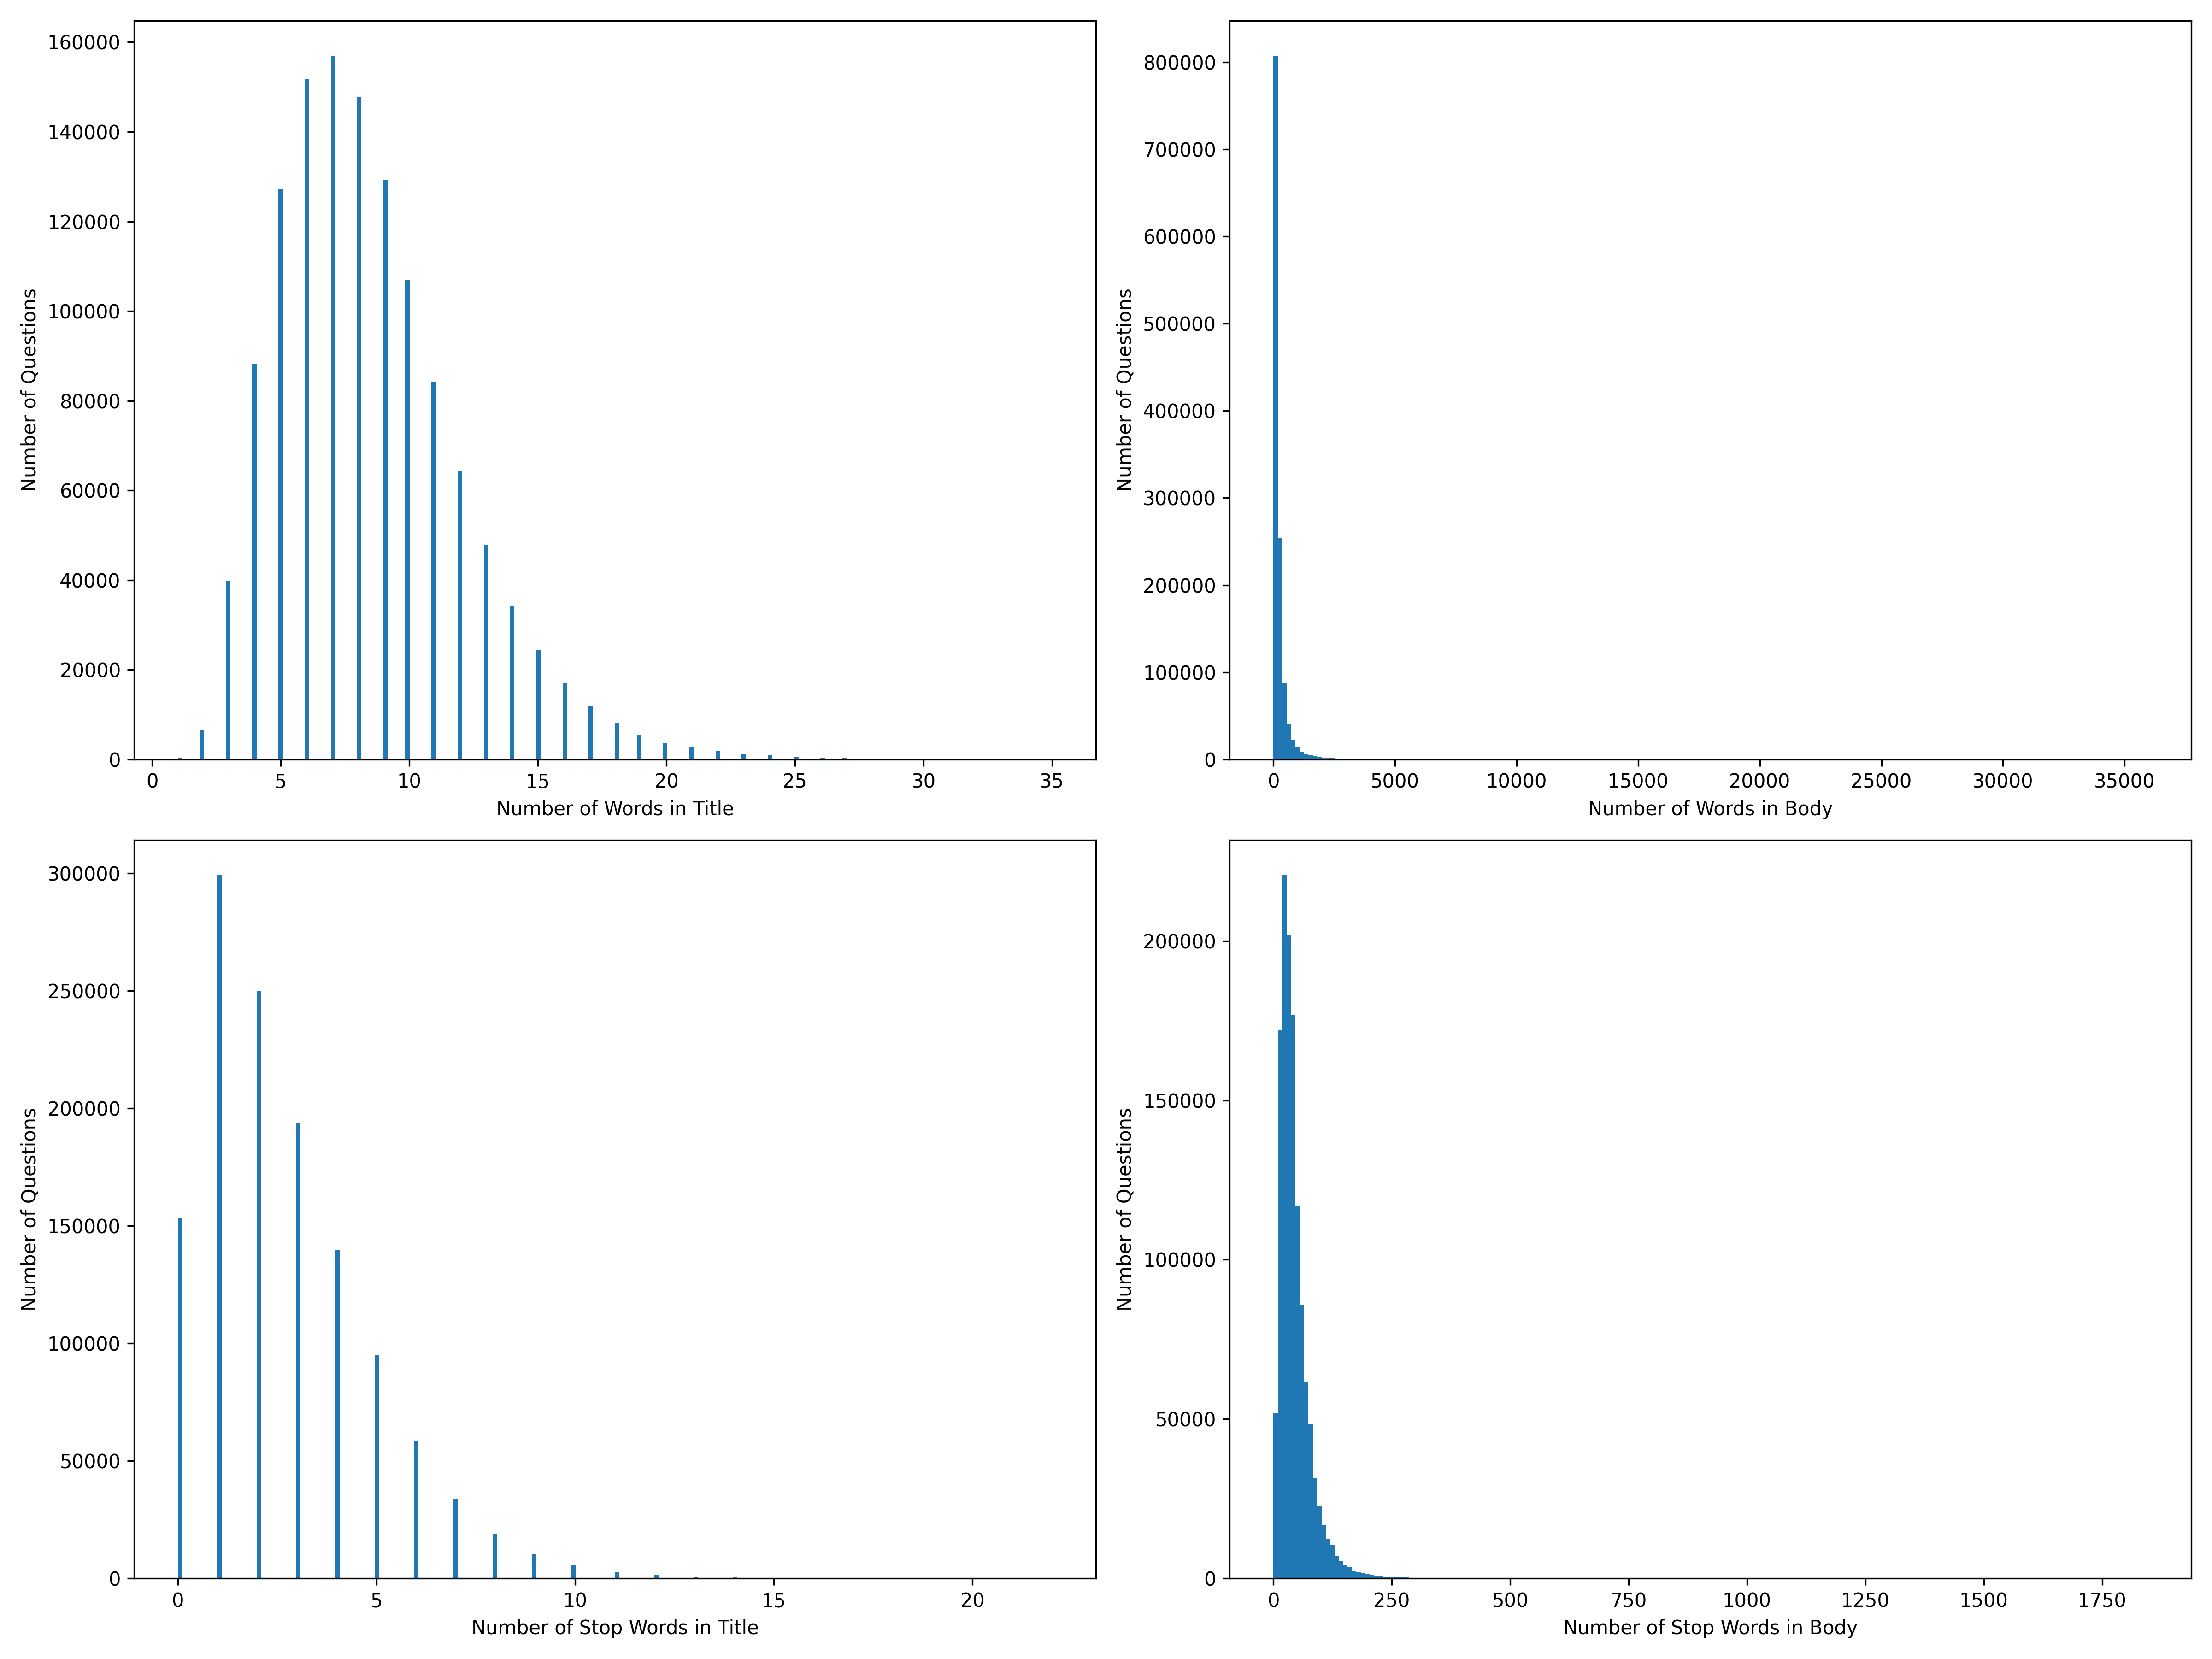 160000
140000
120000
100000
80000
60000
40000
20000
0
Number of Questions
0 5 10 15 20 25 30 35
Number of Words in Title
800000
700000
600000
500000
400000
300000
200000
100000
0
Number of Questions
0 5000 10000 15000 20000 25000 30000 35000
Number of Words in Body
300000
250000
200000
150000
100000
50000
0
Number of Questions
0 5 10 15 20
Number of Stop Words in Title
200000
150000
100000
50000
0
Number of Questions
0 250 500 750 1000 1250 1500 1750
Number of Stop Words in Body